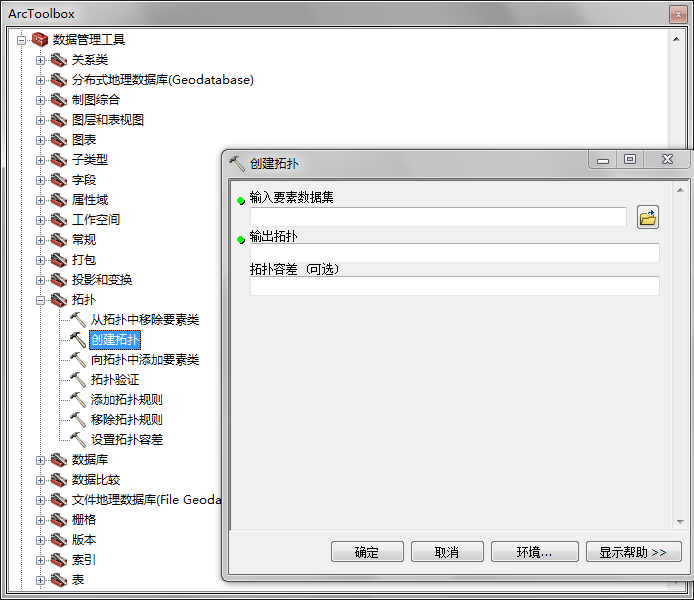 ArcToolbox
数据管理工具
关系类
分布式地理数据库(Geodatabase)
制图综合
图层和表视图
图表
子类型
字段
属性域
工作空间
常规
打包
投影和变换
拓扑
从拓扑中移除要素类
创建拓扑
向拓扑中添加要素类
拓扑验证
添加拓扑规则
移除拓扑规则
设置拓扑容差
数据库
数据比较
文件地理数据库(File Geoda
栅格
版本
索引
表
创建拓扑
输入要素数据集
输出拓扑
拓扑容差（可选）
确定 取消 环境... 显示帮助 >>